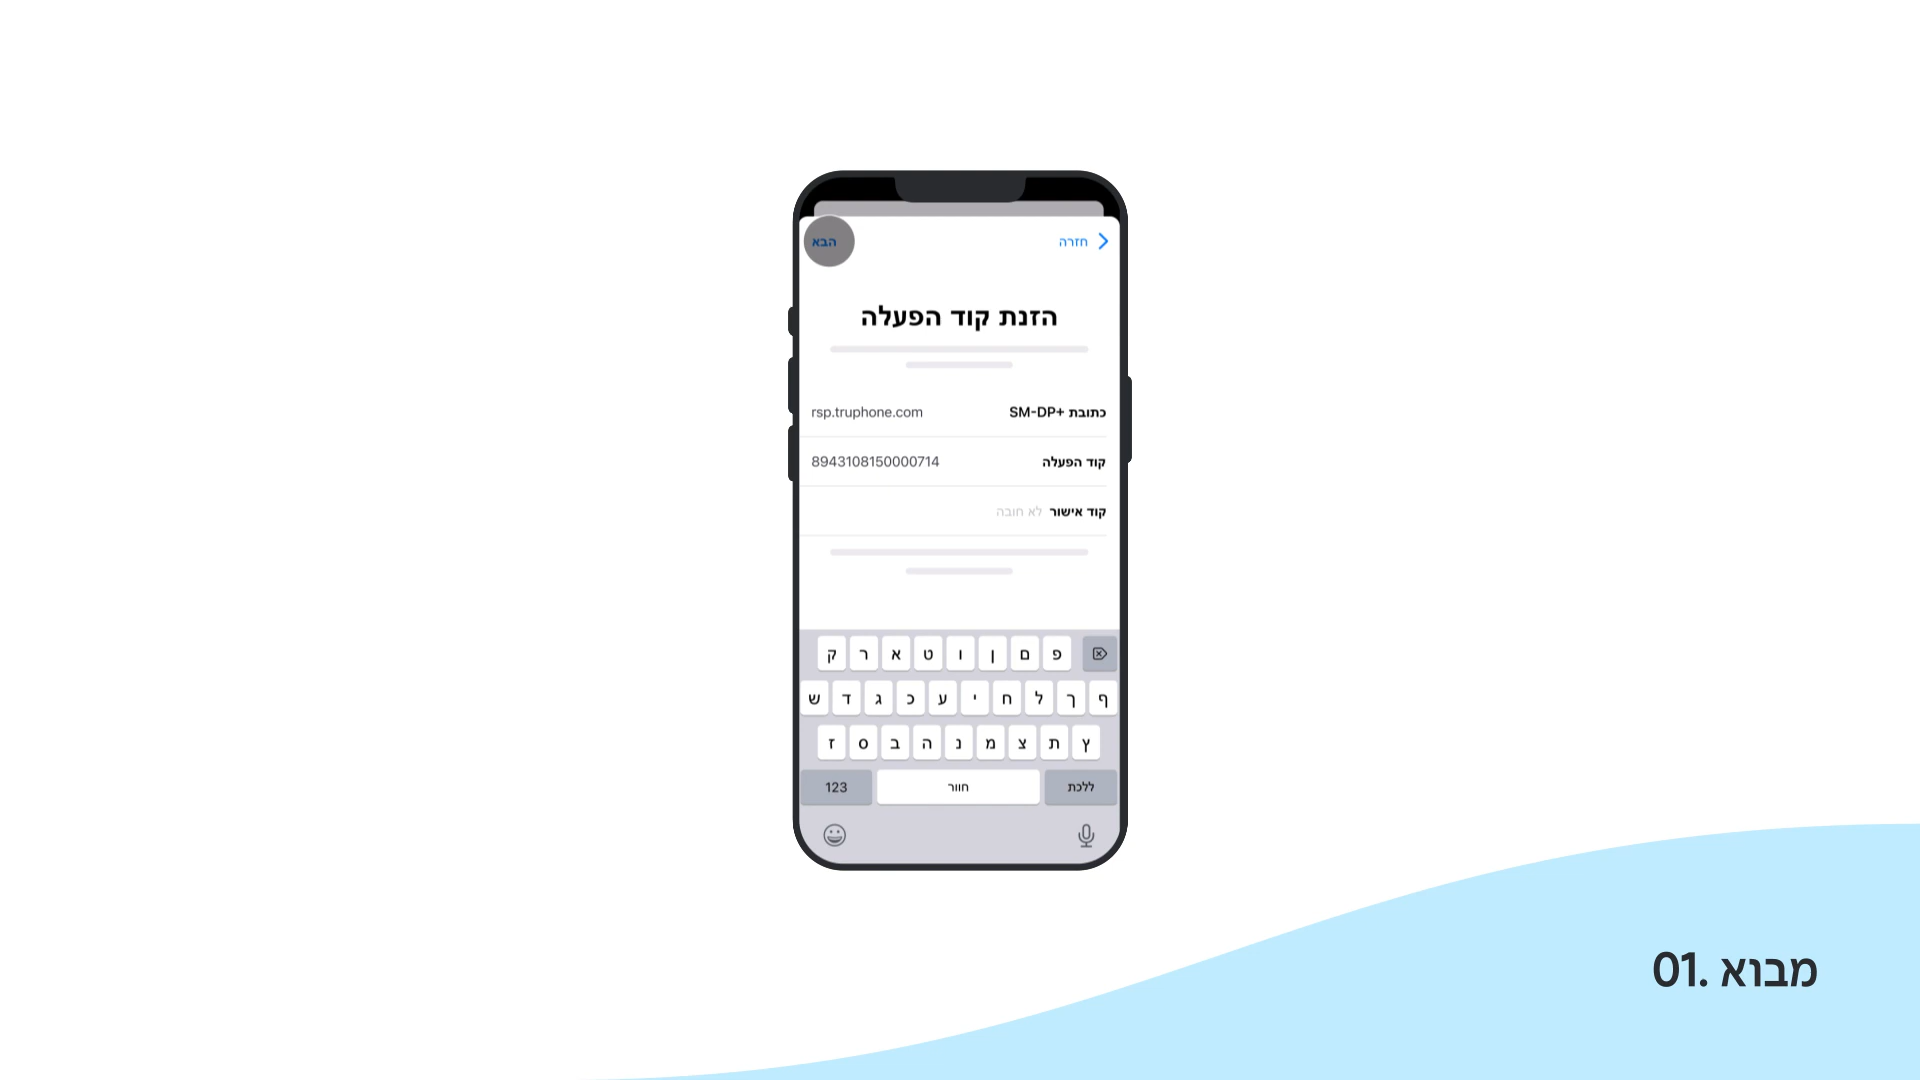 חזרה
הבא
הזנת קוד הפעלה
כתובת SM-DP+ rsp.truphone.com
קוד הפעלה 8943108150000714
קוד אישור לא חובה
ק ר א ט ו ן ם פ
ש ד ג כ ע י ח ל ך ף
ז ס ב ה נ מ צ ת ץ
123 חוור ללכת
01. מבוא